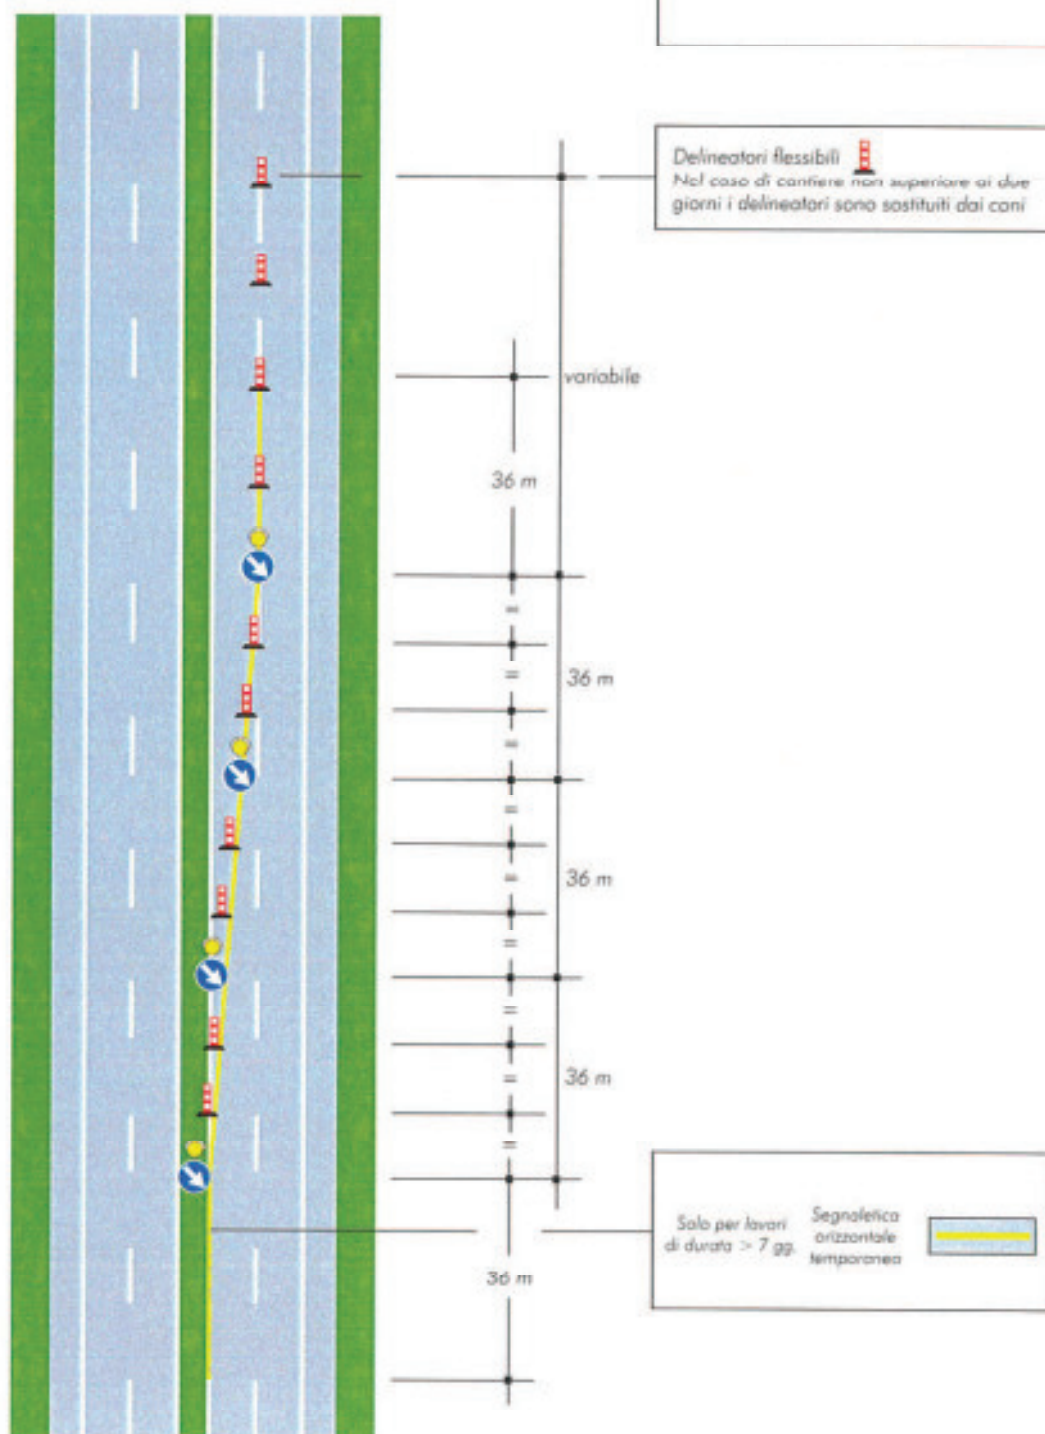 Delineatori flessibili
Nel caso di cantiere non superiore ai due
giorni i delineatori sono sostituiti dai coni
variabile
36 m
=
=
36 m
=
=
36 m
=
=
=
36 m
=
=
Solo per lavori
di durata > 7 gg.
Segnaletica
orizzontale
temporanea
36 m